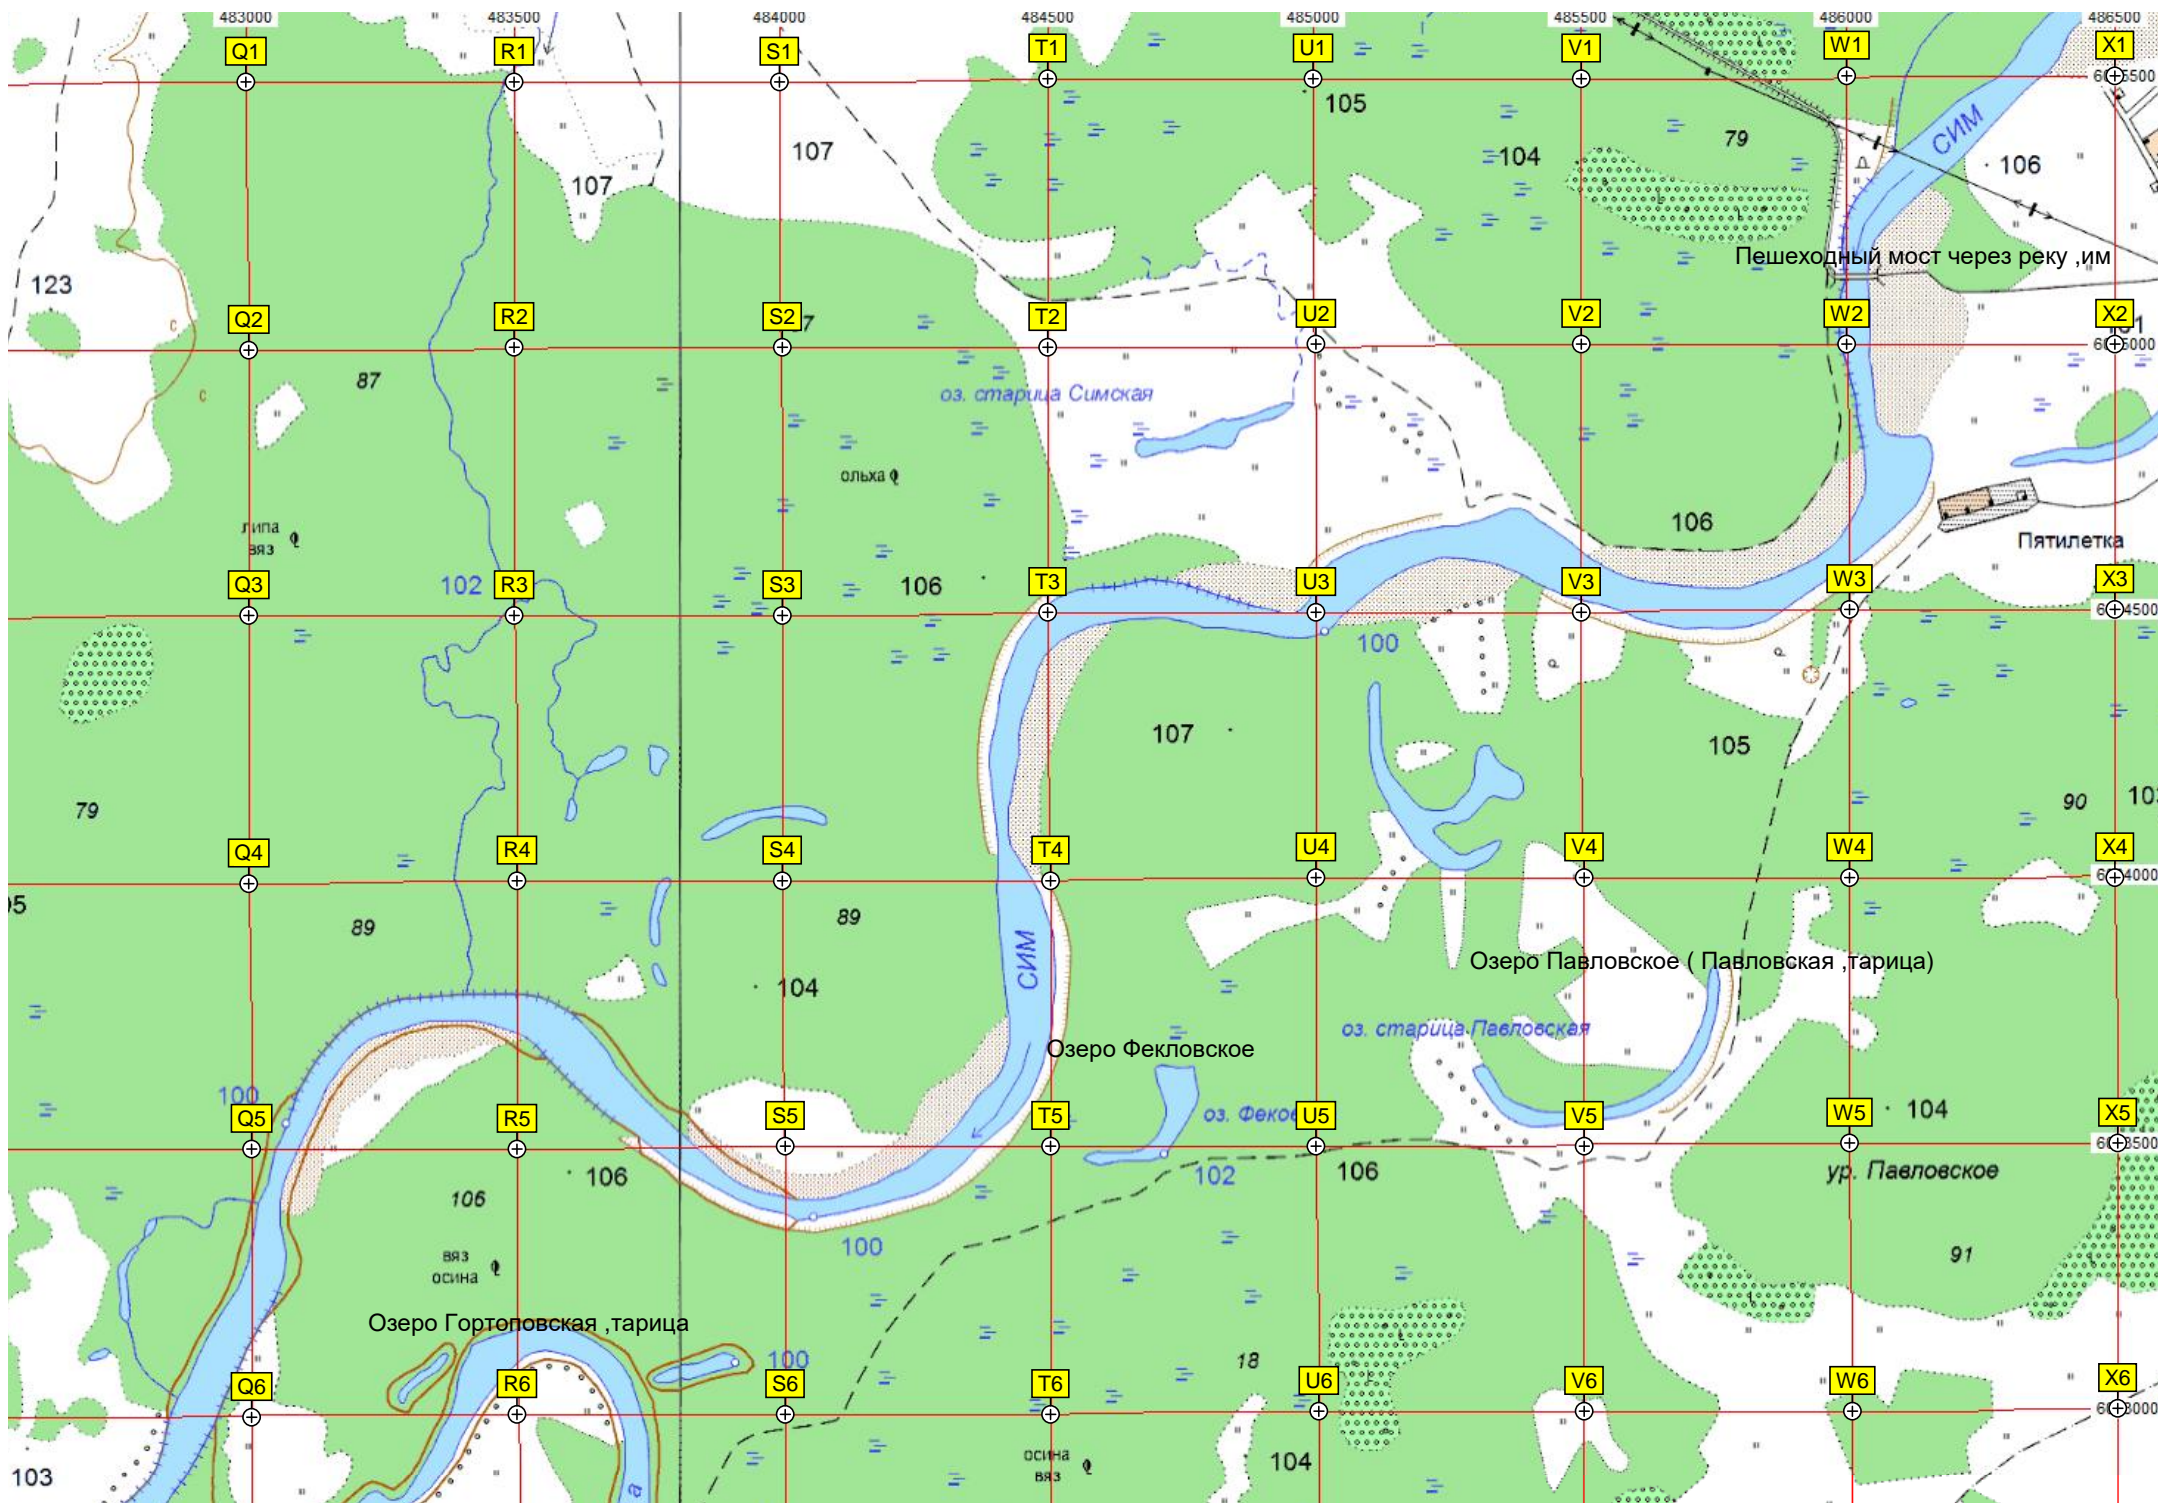 483000 483500 484000 484500 485000 485500 486000 486500
Q1 R1 S1 T1 U1 V1 W1 X1
105
107
104
79
СИМ
106
107
Пешеходный мост через реку ,им
123
с
Q2 R2 S2 T2 U2 V2 W2 X2
87
с
оз. старица Симская
ольха
липа
вяз
106
Пятилетка
102
106
Q3 R3 S3 T3 U3 V3 W3 X3
100
107
105
79
90
Q4 R4 S4 T4 U4 V4 W4 X4
89
89
СИМ
Озеро Павловское ( Павловская ,тарица)
104
оз. старица Павловская
Озеро Фекловское
100
оз. Феко
104
Q5 R5 S5 T5 U5 V5 W5 X5
106
106
102
106
ур. Павловское
100
91
вяз
осина
Озеро Гортоповская ,тарица
100
18
Q6 R6 S6 T6 U6 V6 W6 X6
103
осина
вяз
104
а